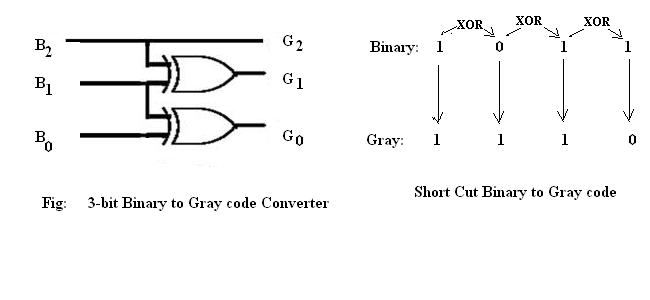 B2 G2
B1 G1
B0 G0
Fig: 3-bit Binary to Gray code Converter
XOR XOR XOR
Binary: 1 0 1 1
Gray: 1 1 1 0
Short Cut Binary to Gray code